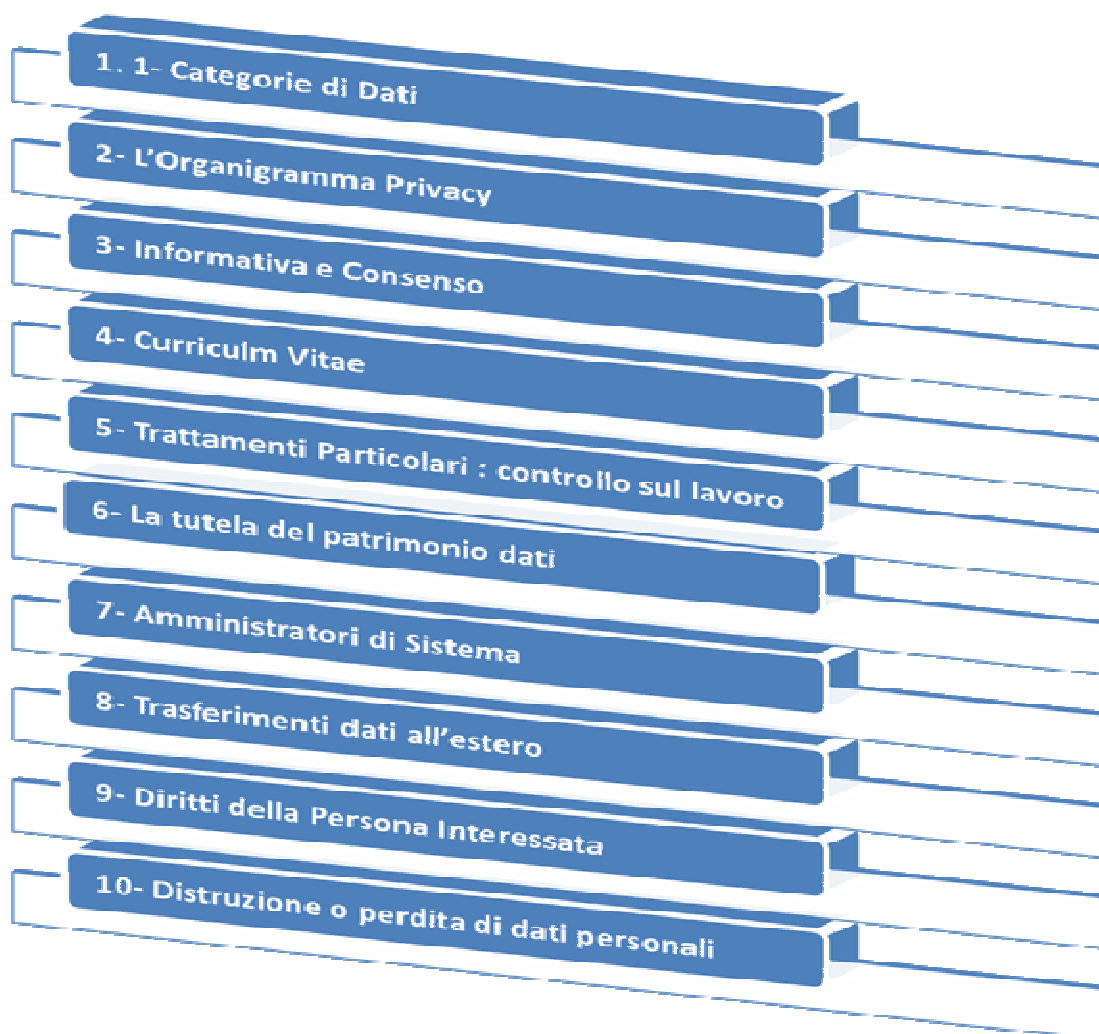 1. 1- Categorie di Dati
2- L’Organigramma Privacy
3- Informativa e Consenso
4- Curriculm Vitae
5- Trattamenti Particolari : controllo sul lavoro
6- La tutela del patrimonio dati
7- Amministratori di Sistema
8- Trasferimenti dati all’estero
9- Diritti della Persona Interessata
10- Distruzione o perdita di dati personali